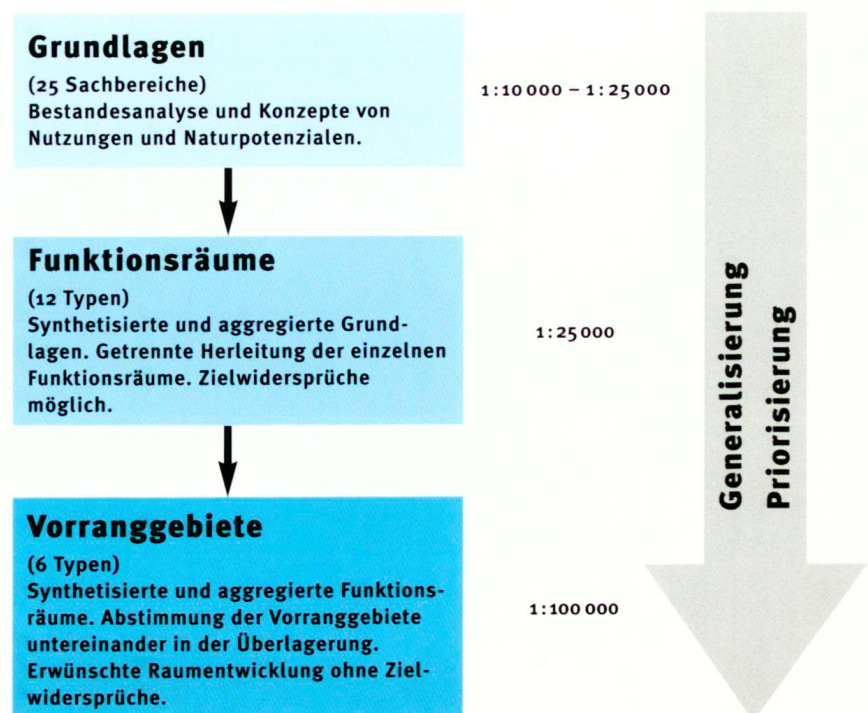 Grundlagen
(25 Sachbereiche)
Bestandesanalyse und Konzepte von
Nutzungen und Naturpotenzialen.
1:10 000 – 1:25 000
Funktionsräume
(12 Typen)
Synthetisierte und aggregierte Grund-
lagen. Getrennte Herleitung der einzelnen
Funktionsräume. Zielwidersprüche
möglich.
1:25 000
Vorranggebiete
(6 Typen)
Synthetisierte und aggregierte Funktions-
räume. Abstimmung der Vorranggebiete
untereinander in der Überlagerung.
Erwünschte Raumentwicklung ohne Ziel-
widersprüche.
1:100 000
Generalisierung
Priorisierung